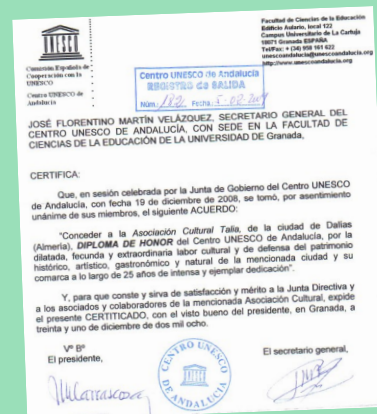 UNESCO
Comisión Española de
Cooperación con la
UNESCO
Centro UNESCO de
Andalucía
Facultad de Ciencias de la Educación
Edificio Aulario, local 122
Campus Universitario de La Cartuja
18071 Granada ESPAÑA
Tel/Fax: + (34) 958 161 622
unescoandalucia@unescoandalucia.org
http://www.unescoandalucia.org
Centro UNESCO de Andalucía
REGISTRO DE SALIDA
Núm. Fecha
JOSÉ FLORENTINO MARTÍN VELÁZQUEZ, SECRETARIO GENERAL DEL
CENTRO UNESCO DE ANDALUCÍA, CON SEDE EN LA FACULTAD DE
CIENCIAS DE LA EDUCACIÓN DE LA UNIVERSIDAD DE Granada,
CERTIFICA:
Que, en sesión celebrada por la Junta de Gobierno del Centro UNESCO
de Andalucía, con fecha 19 diciembre de 2008, se tomó, por asentimiento
unánime de sus miembros, el siguiente ACUERDO:
"Conceder a la Asociación Cultural Talia, de la ciudad de Dalías
(Almería), DIPLOMA DE HONOR del Centro UNESCO de Andalucía, por la
dilatada, fecunda y extraordinaria labor cultural y de defensa del patrimonio
histórico, artístico, gastronómico y natural de la mencionada ciudad y su
comarca a lo largo de 25 años de intensa y ejemplar dedicación".
Y, para que conste y sirva de satisfacción y mérito a la Junta Directiva y
a los asociados y colaboradores de la mencionada Asociación Cultural, expide
el presente CERTIFICADO, con el visto bueno del presidente, en Granada, a
treinta y uno de diciembre de dos mil ocho.
Vº Bº
El presidente,
El secretario general,
CENTRO UNESCO
DE ANDALUCIA